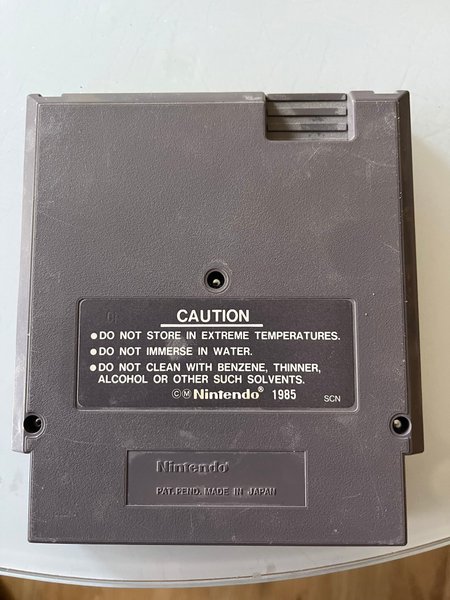 CAUTION
●DO NOT STORE IN EXTREME TEMPERATURES.
●DO NOT IMMERSE IN WATER.
●DO NOT CLEAN WITH BENZENE, THINNER,
ALCOHOL OR OTHER SUCH SOLVENTS.
©Ⓜ Nintendo® 1985 SCN
Nintendo®
PAT. PEND. MADE IN JAPAN